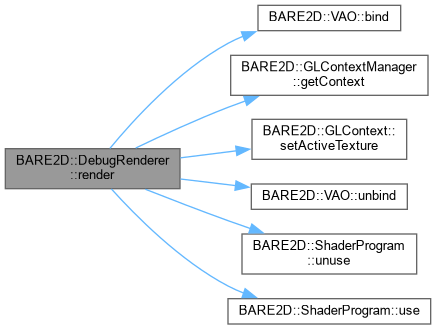 BARE2D::DebugRenderer
::render
BARE2D::VAO::bind
BARE2D::GLContextManager
::getContext
BARE2D::GLContext::
setActiveTexture
BARE2D::VAO::unbind
BARE2D::ShaderProgram
::unuse
BARE2D::ShaderProgram::use